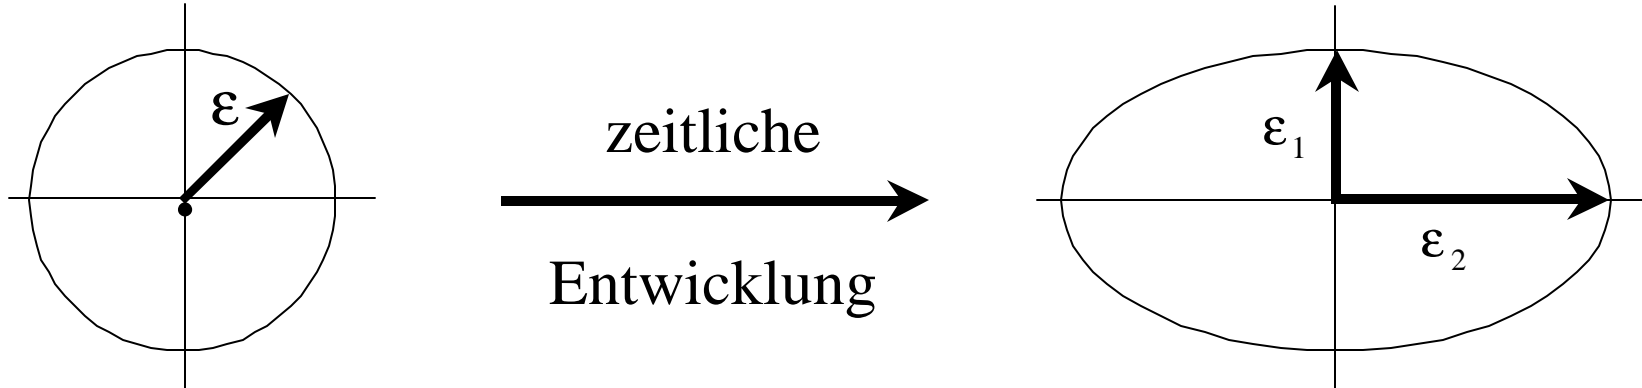 ε
zeitliche
Entwicklung
ε₁
ε₂